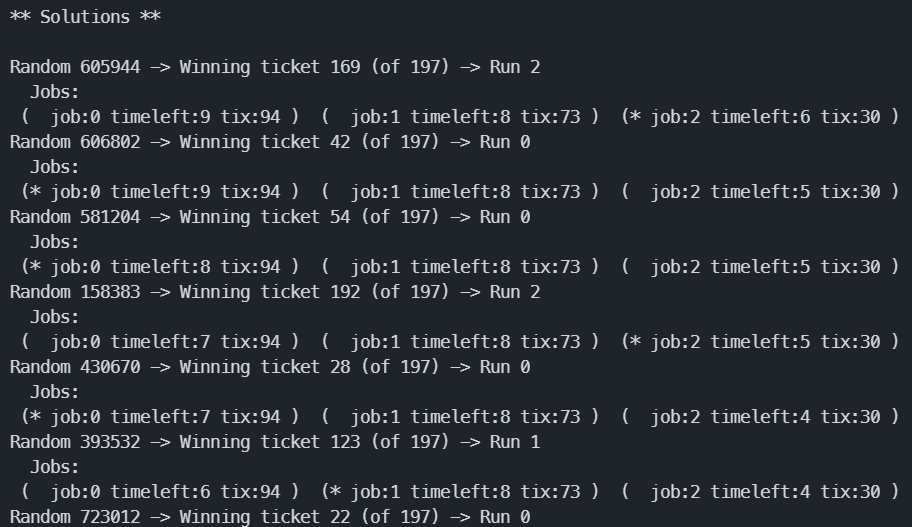 ** Solutions **
Random 605944 -> Winning ticket 169 (of 197) -> Run 2
Jobs:
(  job:0 timeleft:9 tix:94 )  (  job:1 timeleft:8 tix:73 )  (* job:2 timeleft:6 tix:30 )
Random 606802 -> Winning ticket 42 (of 197) -> Run 0
Jobs:
(* job:0 timeleft:9 tix:94 )  (  job:1 timeleft:8 tix:73 )  (  job:2 timeleft:5 tix:30 )
Random 581204 -> Winning ticket 54 (of 197) -> Run 0
Jobs:
(* job:0 timeleft:8 tix:94 )  (  job:1 timeleft:8 tix:73 )  (  job:2 timeleft:5 tix:30 )
Random 158383 -> Winning ticket 192 (of 197) -> Run 2
Jobs:
(  job:0 timeleft:7 tix:94 )  (  job:1 timeleft:8 tix:73 )  (* job:2 timeleft:5 tix:30 )
Random 430670 -> Winning ticket 28 (of 197) -> Run 0
Jobs:
(* job:0 timeleft:7 tix:94 )  (  job:1 timeleft:8 tix:73 )  (  job:2 timeleft:4 tix:30 )
Random 393532 -> Winning ticket 123 (of 197) -> Run 1
Jobs:
(  job:0 timeleft:6 tix:94 )  (* job:1 timeleft:8 tix:73 )  (  job:2 timeleft:4 tix:30 )
Random 723012 -> Winning ticket 22 (of 197) -> Run 0